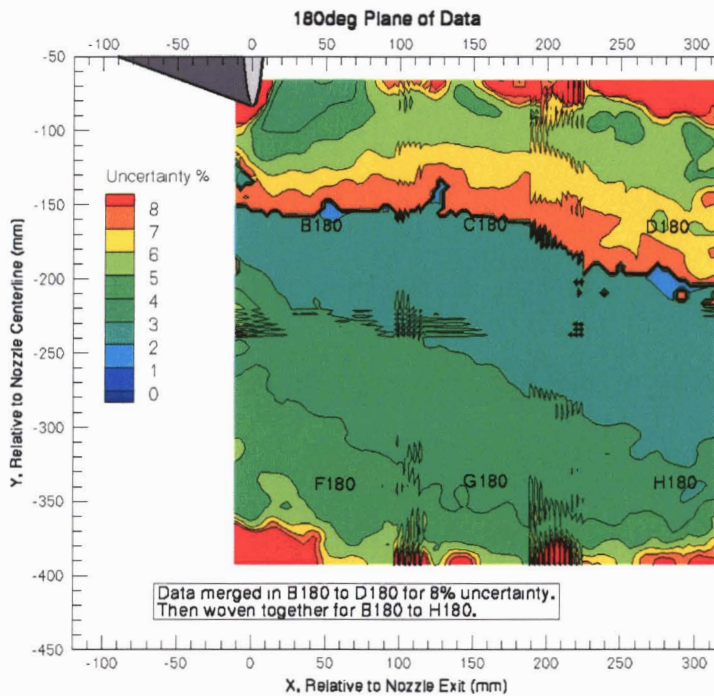 180deg Plane of Data
-100 -50 0 50 100 150 200 250 300
-50
-100
-150
-200
-250
-300
-350
-400
-450
Y, Relative to Nozzle Centerline (mm)
Uncertainty %
8
7
6
5
4
3
2
1
0
B180 C180 D180
F180 G180 H180
Data merged in B180 to D180 for 8% uncertainty.
Then woven together for B180 to H180.
-100 -50 0 50 100 150 200 250 300
X, Relative to Nozzle Exit (mm)